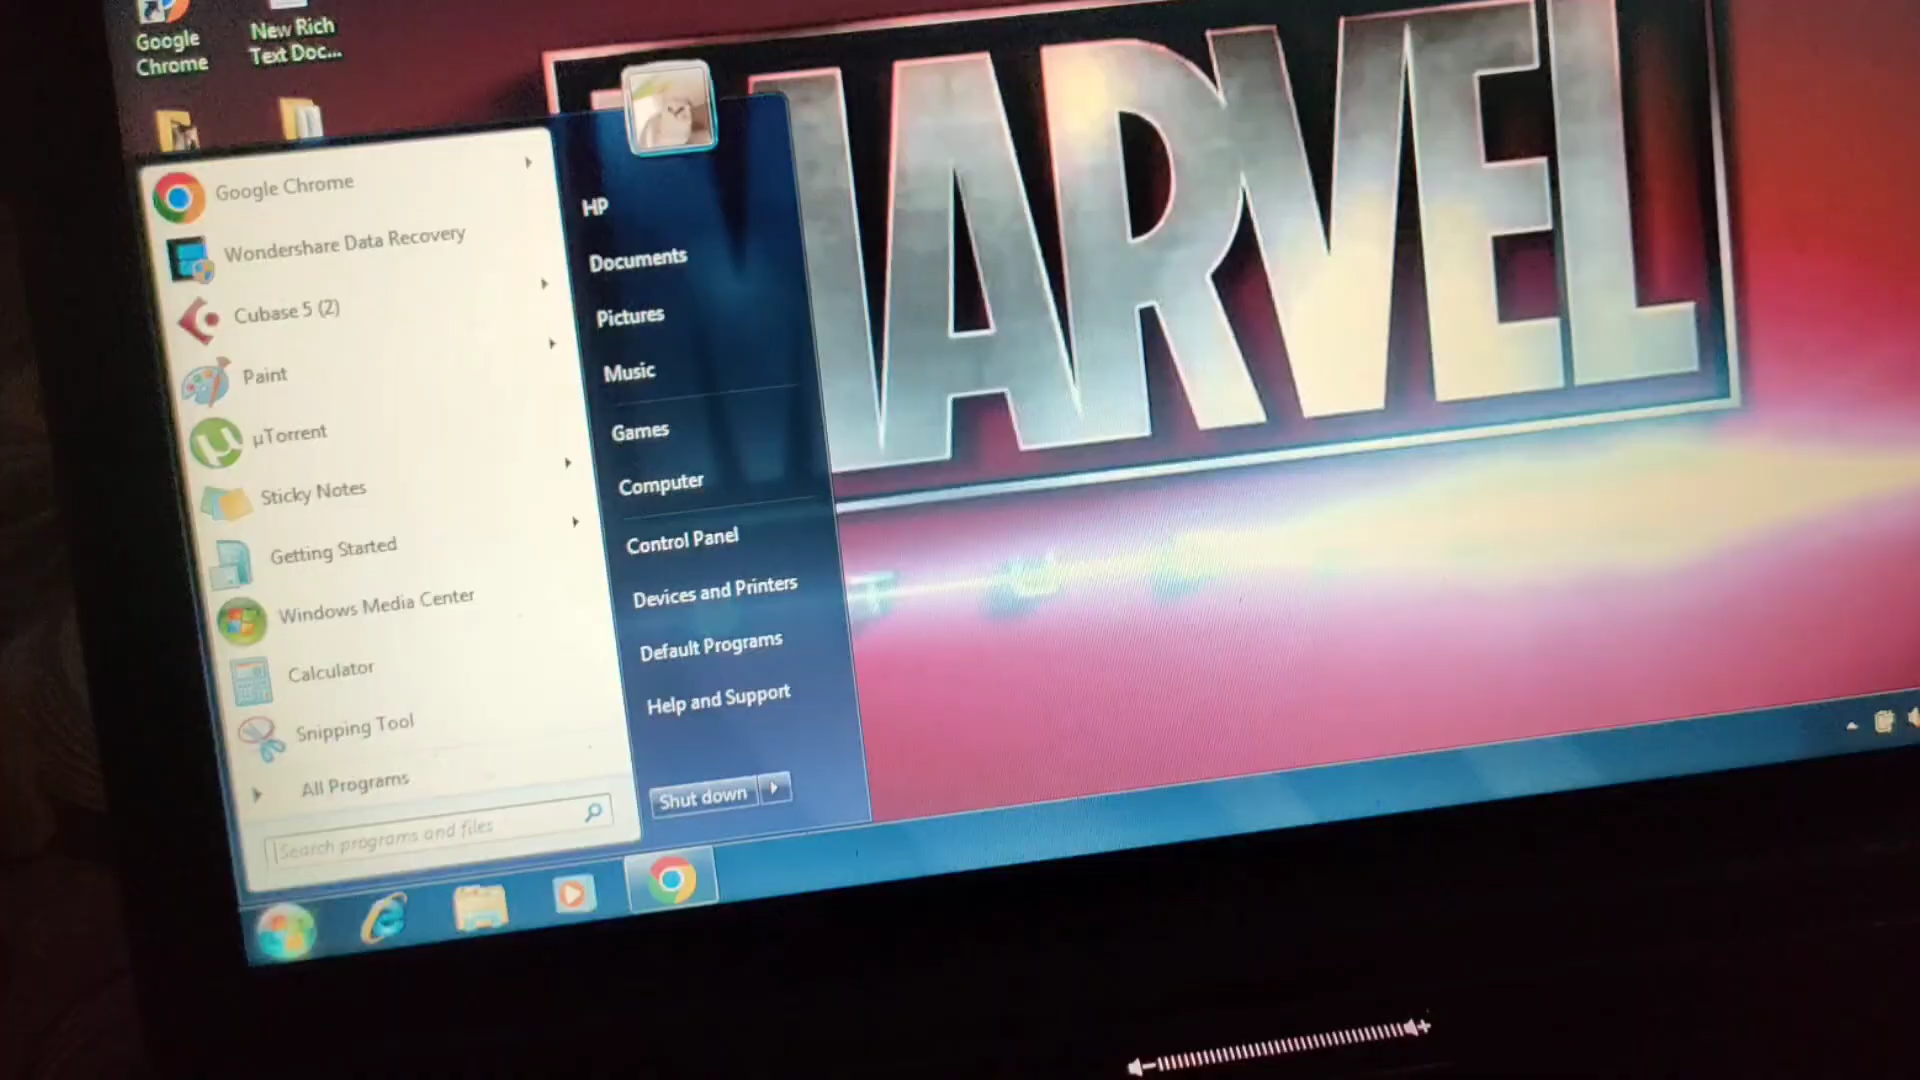 Google
Chrome
New Rich
Text Doc...
MARVEL
Google Chrome
Wondershare Data Recovery
Cubase 5 (2)
Paint
µTorrent
Sticky Notes
Getting Started
Windows Media Center
Calculator
Snipping Tool
All Programs
Search programs and files
HP
Documents
Pictures
Music
Games
Computer
Control Panel
Devices and Printers
Default Programs
Help and Support
Shut down